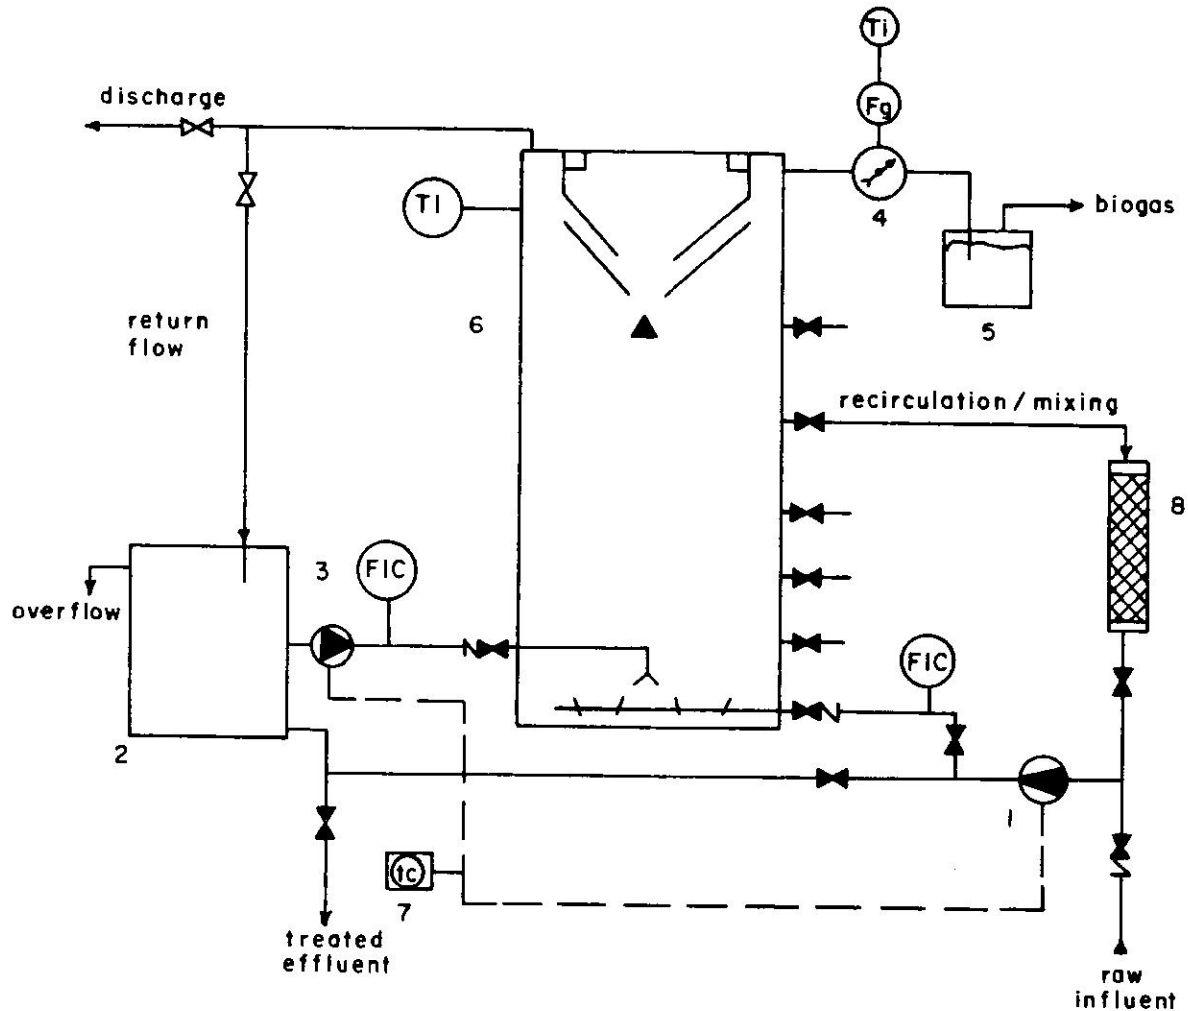 Ti
discharge
Fg
TI
4
biogas
return
flow
6
5
recirculation / mixing
8
3
FIC
overflow
FIC
2
1
tc
7
treated
effluent
raw
influent